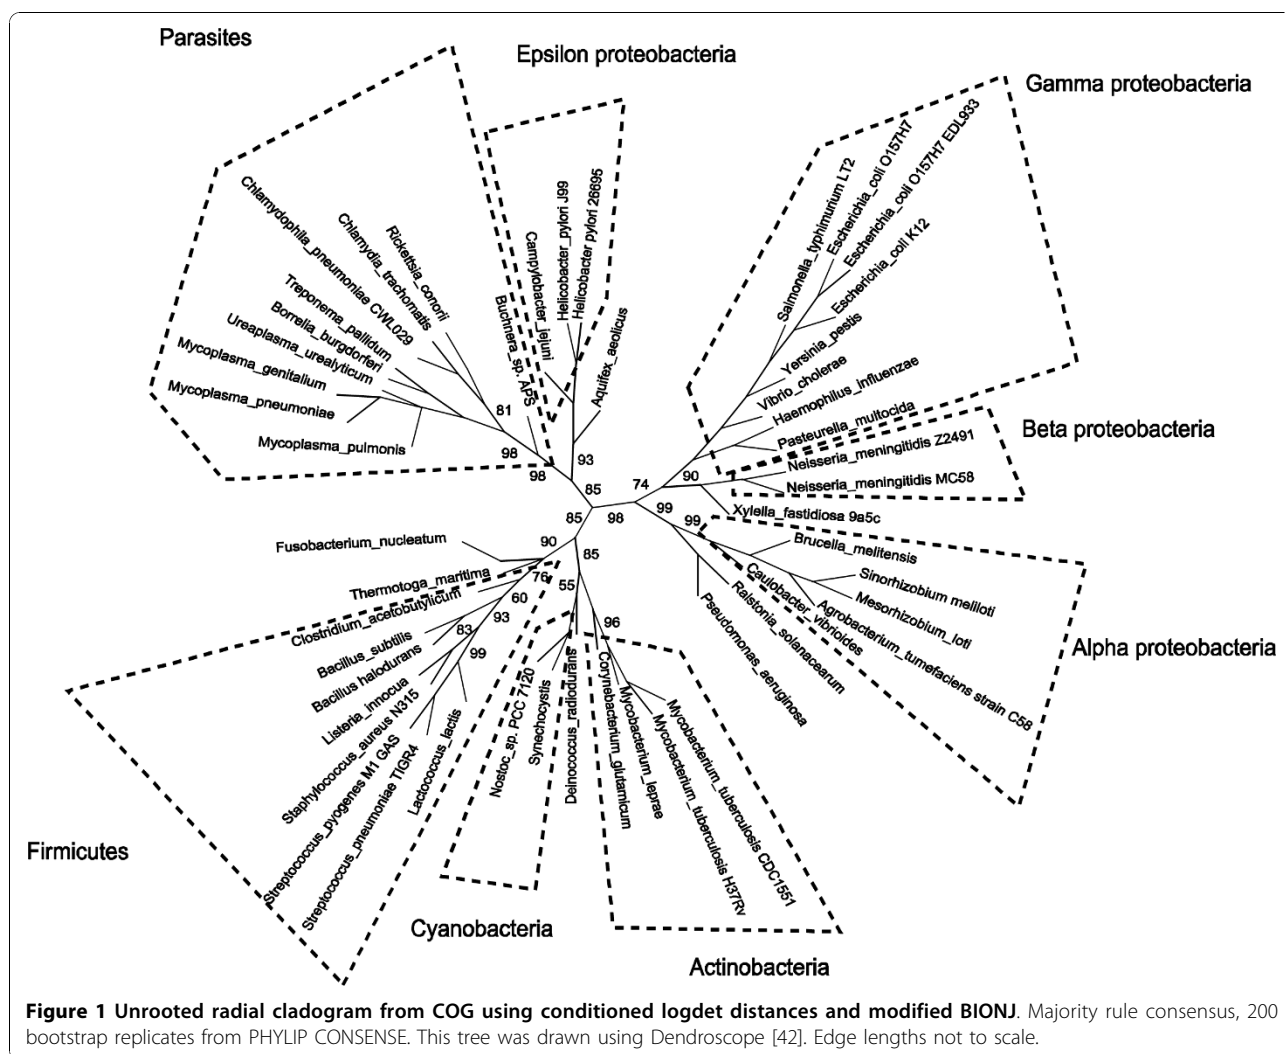 Parasites
Epsilon proteobacteria
Gamma proteobacteria
Chlamydophila_pneumoniae CWL029
Chlamydia_trachomatis
Rickettsia_conorii
Treponema_pallidum
Borrelia_burgdorferi
Ureaplasma_urealyticum
Mycoplasma_genitalium
Mycoplasma_pneumoniae
Mycoplasma_pulmonis
Buchnera_sp. APS
Campylobacter_jejuni
Helicobacter_pylori J99
Helicobacter pylori 26695
Aquifex_aeolicus
Salmonella_typhimurium LT2
Escherichia_coli O157H7
Escherichia_coli O157H7 EDL933
Escherichia_coli K12
Yersinia_pestis
Vibrio_cholerae
Haemophilus_influenzae
Pasteurella_multocida
Beta proteobacteria
Neisseria_meningitidis Z2491
Neisseria_meningitidis MC58
Xylella_fastidiosa 9a5c
81
98
98
93
85
74
90
85
98
99
99
90
85
76
55
60
93
83
99
96
Brucella_melitensis
Sinorhizobium meliloti
Mesorhizobium_loti
Agrobacterium_tumefaciens strain C58
Caulobacter_vibrioides
Ralstonia_solanacearum
Pseudomonas_aeruginosa
Alpha proteobacteria
Fusobacterium_nucleatum
Thermotoga_maritima
Clostridium_acetobutylicum
Bacillus_subtilis
Bacillus halodurans
Listeria_innocua
Staphylococcus_aureus N315
Streptococcus_pyogenes M1 GAS
Streptococcus_pneumoniae TIGR4
Lactococcus_lactis
Nostoc_sp. PCC 7120
Synechocystis
Deinococcus_radiodurans
Corynebacterium_glutamicum
Mycobacterium_leprae
Mycobacterium_tuberculosis H37Rv
Mycobacterium_tuberculosis CDC1551
Firmicutes
Cyanobacteria
Actinobacteria
Figure 1 Unrooted radial cladogram from COG using conditioned logdet distances and modified BIONJ. Majority rule consensus, 200
bootstrap replicates from PHYLIP CONSENSE. This tree was drawn using Dendroscope [42]. Edge lengths not to scale.